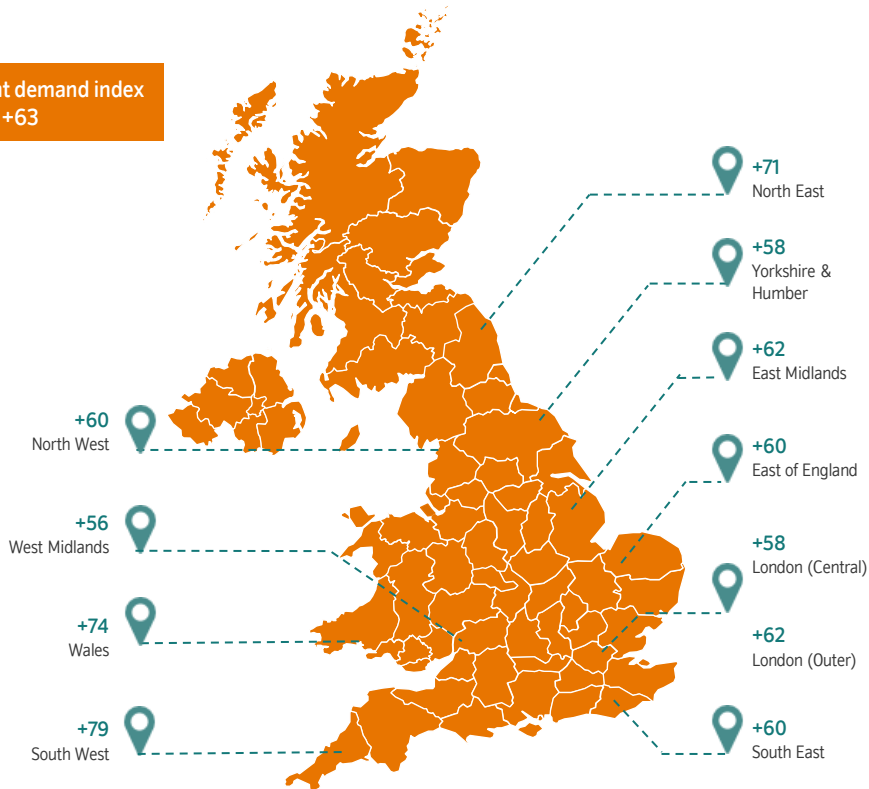 demand index
+63
+71
North East
+58
Yorkshire &
Humber
+62
East Midlands
+60
North West
+60
East of England
+56
West Midlands
+58
London (Central)
+74
Wales
+62
London (Outer)
+79
South West
+60
South East